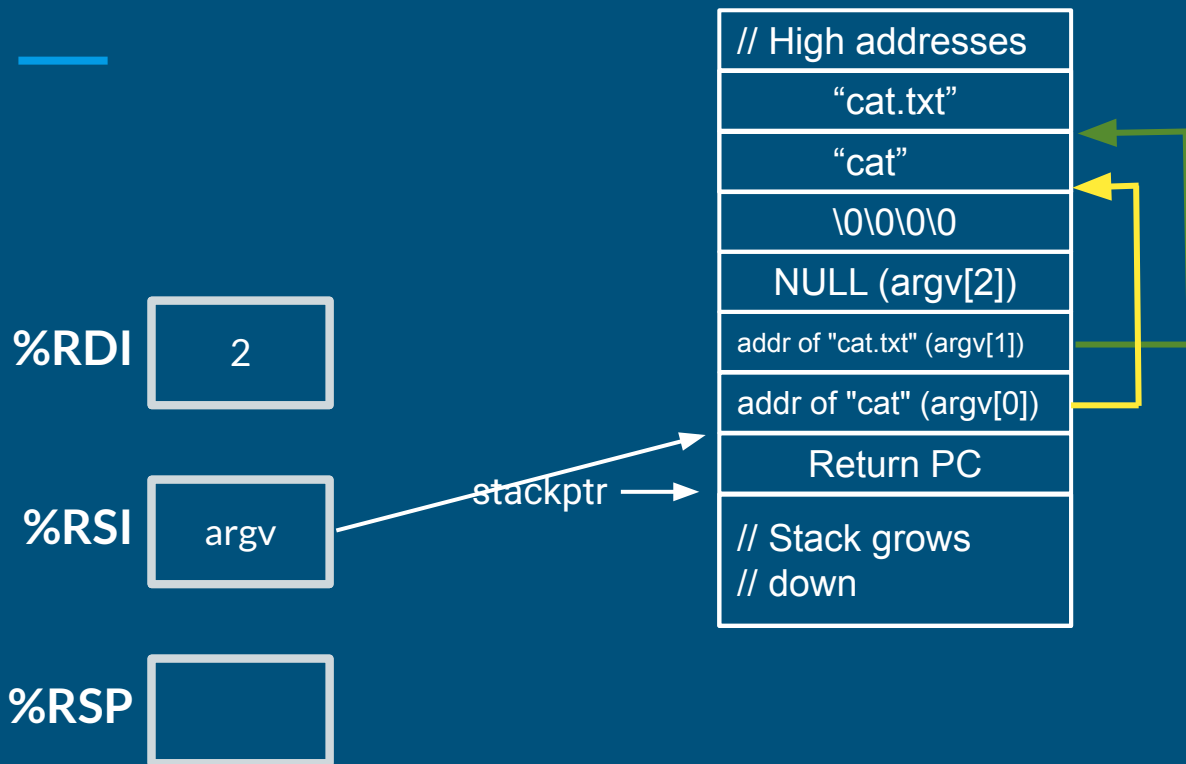 // High addresses
“cat.txt”
“cat”
\0\0\0\0
NULL (argv[2])
%RDI
2
addr of "cat.txt" (argv[1])
addr of "cat" (argv[0])
Return PC
stackptr
%RSI
argv
// Stack grows
// down
%RSP